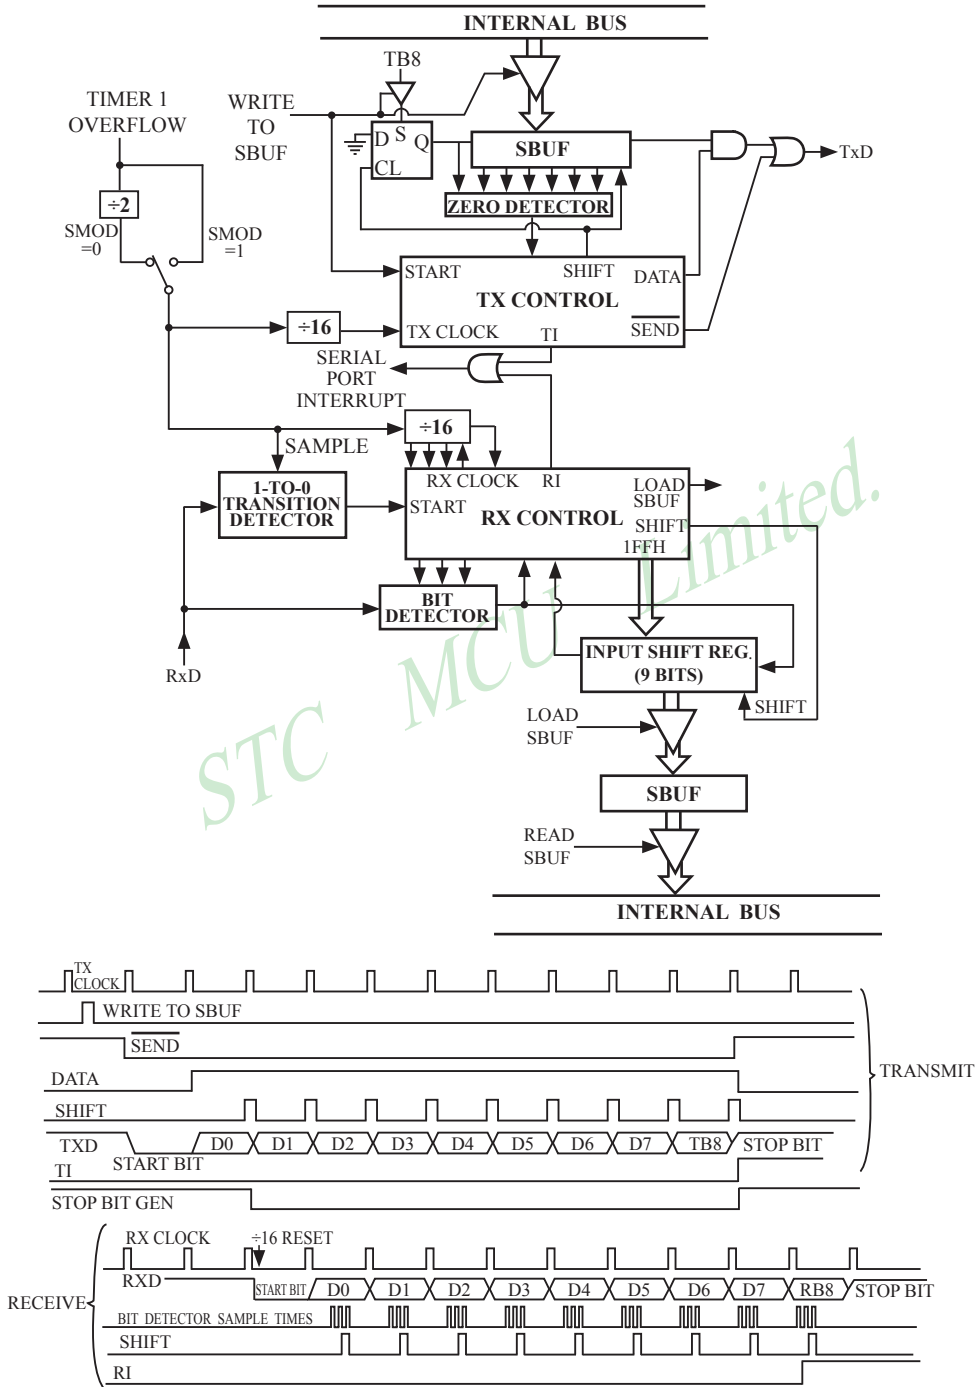 INTERNAL BUS
TB8
TIMER 1
OVERFLOW
WRITE
TO
SBUF
D
S
Q
CL
SBUF
TxD
÷2
ZERO DETECTOR
SMOD
=0
SMOD
=1
START
SHIFT
DATA
TX CONTROL
÷16
TX CLOCK
TI
SEND
SERIAL
PORT
INTERRUPT
÷16
SAMPLE
1-TO-0
TRANSITION
DETECTOR
RX CLOCK
RI
LOAD
SBUF
START
RX CONTROL
SHIFT
1FFH
BIT
DETECTOR
RxD
INPUT SHIFT REG.
(9 BITS)
SHIFT
LOAD
SBUF
SBUF
READ
SBUF
INTERNAL BUS
STC MCU Limited.
TX
CLOCK
WRITE TO SBUF
SEND
DATA
TRANSMIT
SHIFT
TXD
START BIT
D0 D1 D2 D3 D4 D5 D6 D7 TB8 STOP BIT
TI
STOP BIT GEN
RX CLOCK
÷16 RESET
RXD
START BIT D0 D1 D2 D3 D4 D5 D6 D7 RB8 STOP BIT
RECEIVE
BIT DETECTOR SAMPLE TIMES
SHIFT
RI